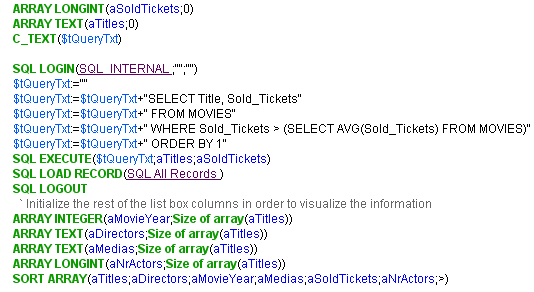 ARRAY LONGINT(aSoldTickets;0)
ARRAY TEXT(aTitles;0)
C_TEXT($tQueryTxt)
SQL LOGIN(SQL_INTERNAL ;"";"")
$tQueryTxt:=""
$tQueryTxt:=$tQueryTxt+"SELECT Title, Sold_Tickets"
$tQueryTxt:=$tQueryTxt+" FROM MOVIES"
$tQueryTxt:=$tQueryTxt+" WHERE Sold_Tickets > (SELECT AVG(Sold_Tickets) FROM MOVIES)"
$tQueryTxt:=$tQueryTxt+" ORDER BY 1"
SQL EXECUTE($tQueryTxt;aTitles;aSoldTickets)
SQL LOAD RECORD(SQL All Records )
SQL LOGOUT
` Initialize the rest of the list box columns in order to visualize the information
ARRAY INTEGER(aMovieYear;Size of array(aTitles))
ARRAY TEXT(aDirectors;Size of array(aTitles))
ARRAY TEXT(aMedias;Size of array(aTitles))
ARRAY LONGINT(aNrActors;Size of array(aTitles))
SORT ARRAY(aTitles;aDirectors;aMovieYear;aMedias;aSoldTickets;aNrActors;>)